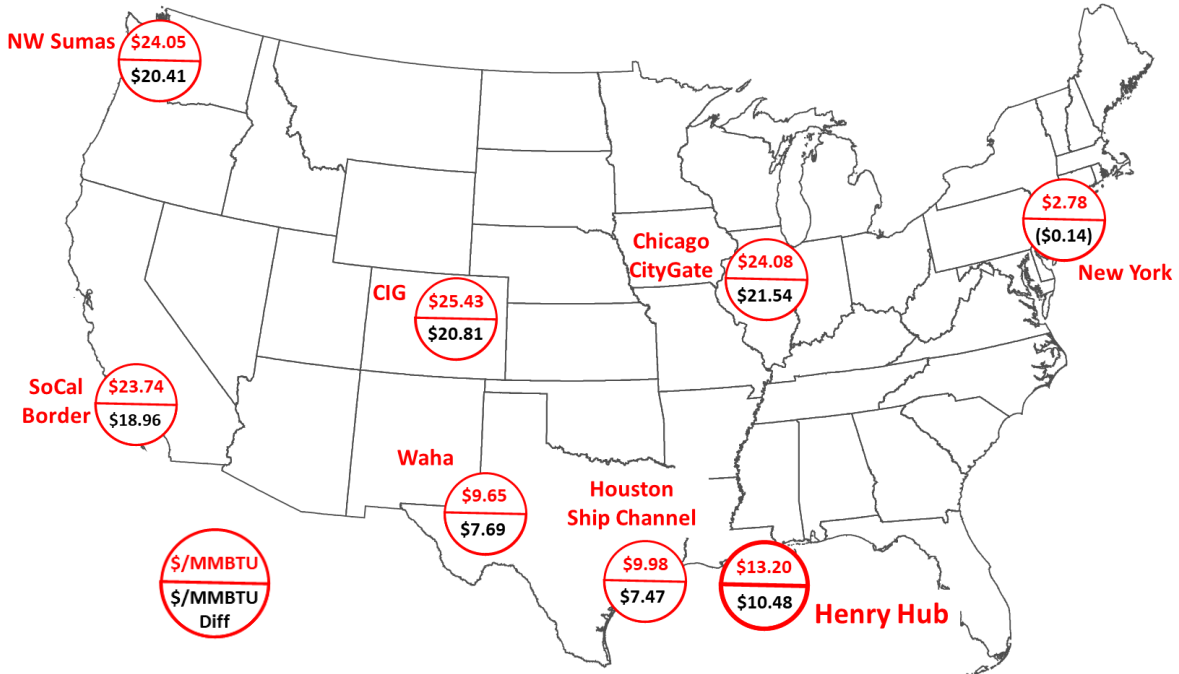 NW Sumas
$24.05
$20.41
$2.78
($0.14)
New York
Chicago
CityGate
$24.08
$21.54
CIG
$25.43
$20.81
SoCal
Border
$23.74
$18.96
Waha
$9.65
$7.69
Houston
Ship Channel
$9.98
$7.47
$13.20
$10.48
Henry Hub
$/MMBTU
$/MMBTU
Diff